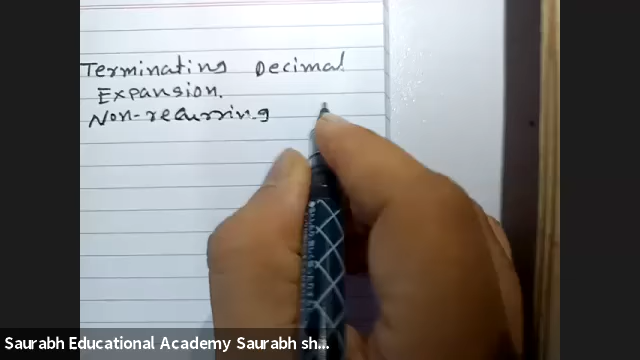 Terminating Decimal
Expansion.
Non-recurring
Saurabh Educational Academy Saurabh sh...